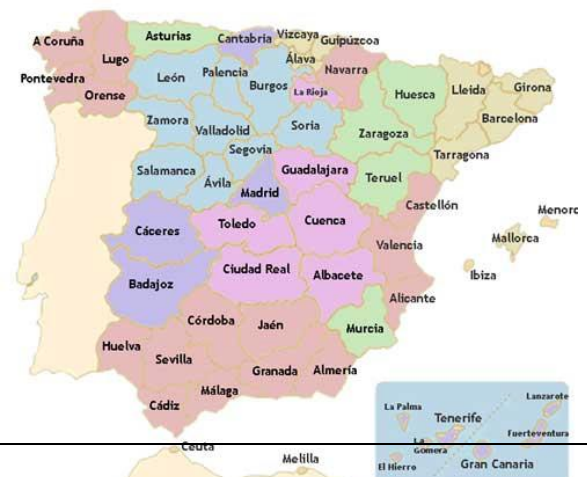 A Coruña
Lugo
Asturias
Cantabria
Vizcaya
Guipúzcoa
Álava
Navarra
Pontevedra
Orense
León
Palencia
Burgos
La Rioja
Huesca
Lleida
Girona
Barcelona
Zamora
Valladolid
Soria
Zaragoza
Segovia
Tarragona
Salamanca
Ávila
Madrid
Guadalajara
Teruel
Castellón
Menorc
Cáceres
Toledo
Cuenca
Valencia
Mallorca
Ibiza
Badajoz
Ciudad Real
Albacete
Alicante
Córdoba
Jaén
Murcia
Huelva
Sevilla
Granada
Almería
Málaga
Cádiz
Lanzarote
La Palma
Tenerife
Fuerteventura
Ceuta
La
Gomera
Melilla
El Hierro
Gran Canaria